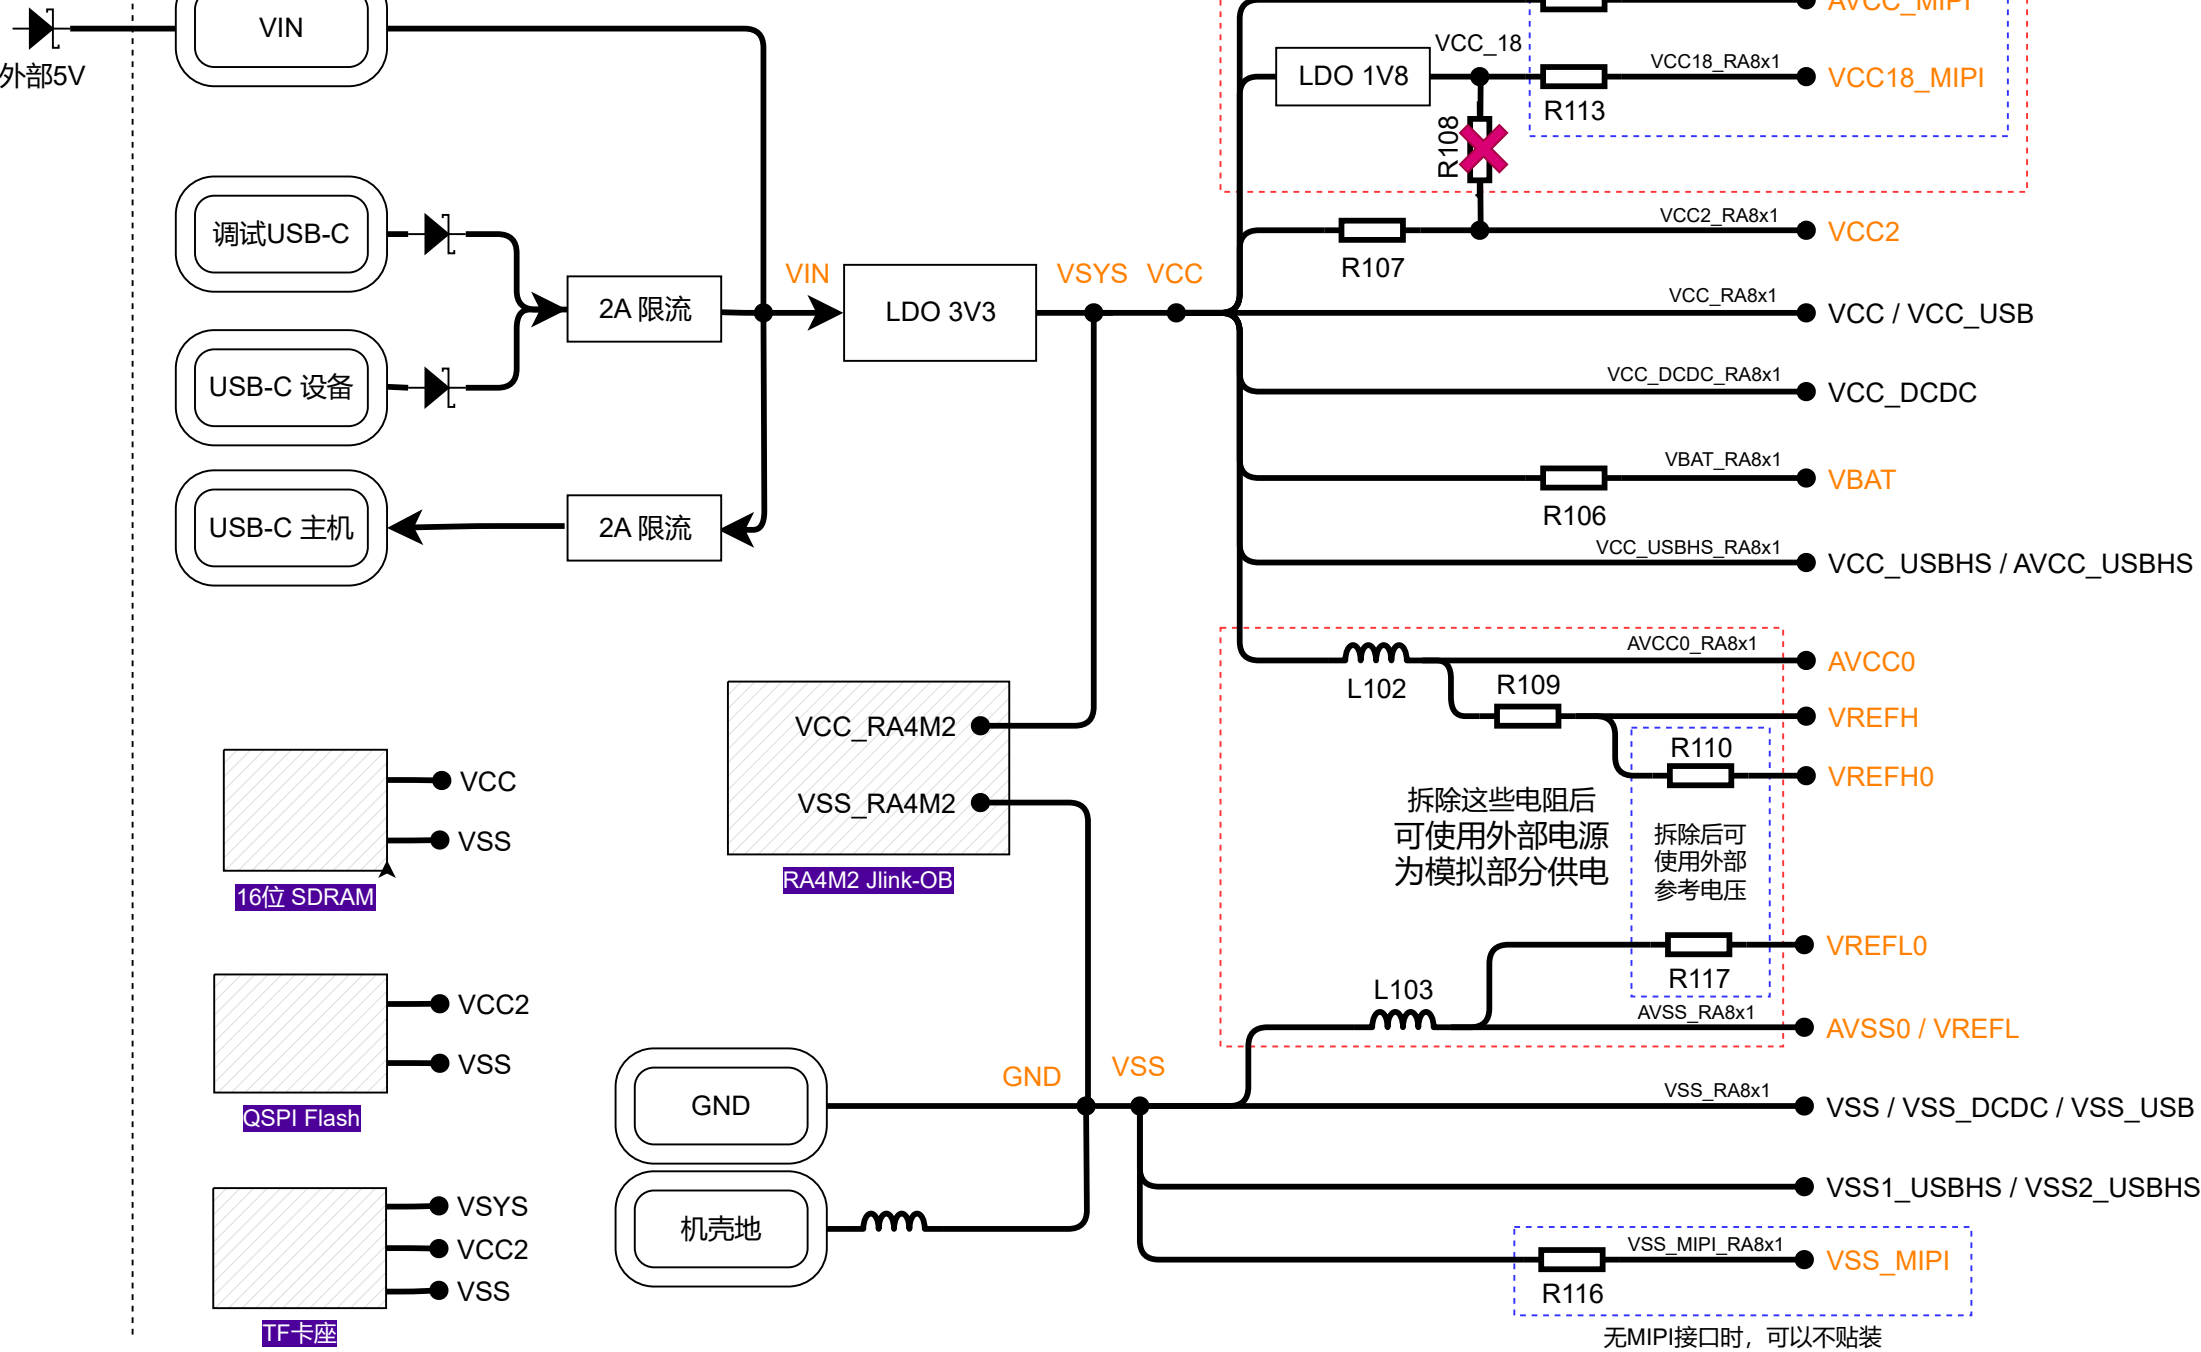 外部5V
VIN
调试USB-C
USB-C 设备
USB-C 主机
2A 限流
2A 限流
VIN
LDO 3V3
VSYS
VCC
AVCC_MIPI
VCC_18
LDO 1V8
VCC18_RA8x1
VCC18_MIPI
R113
R108
VCC2_RA8x1
VCC2
R107
VCC_RA8x1
VCC / VCC_USB
VCC_DCDC_RA8x1
VCC_DCDC
VBAT_RA8x1
VBAT
R106
VCC_USBHS_RA8x1
VCC_USBHS / AVCC_USBHS
AVCC0_RA8x1
AVCC0
L102
R109
VREFH
R110
VREFH0
拆除这些电阻后
可使用外部电源
为模拟部分供电
拆除后可
使用外部
参考电压
VREFL0
R117
L103
AVSS_RA8x1
AVSS0 / VREFL
VCC_RA4M2
VSS_RA4M2
RA4M2 Jlink-OB
VCC
VSS
16位 SDRAM
VCC2
VSS
QSPI Flash
VSYS
VCC2
VSS
TF卡座
GND
机壳地
GND
VSS
VSS_RA8x1
VSS / VSS_DCDC / VSS_USB
VSS1_USBHS / VSS2_USBHS
VSS_MIPI_RA8x1
VSS_MIPI
R116
无MIPI接口时，可以不贴装